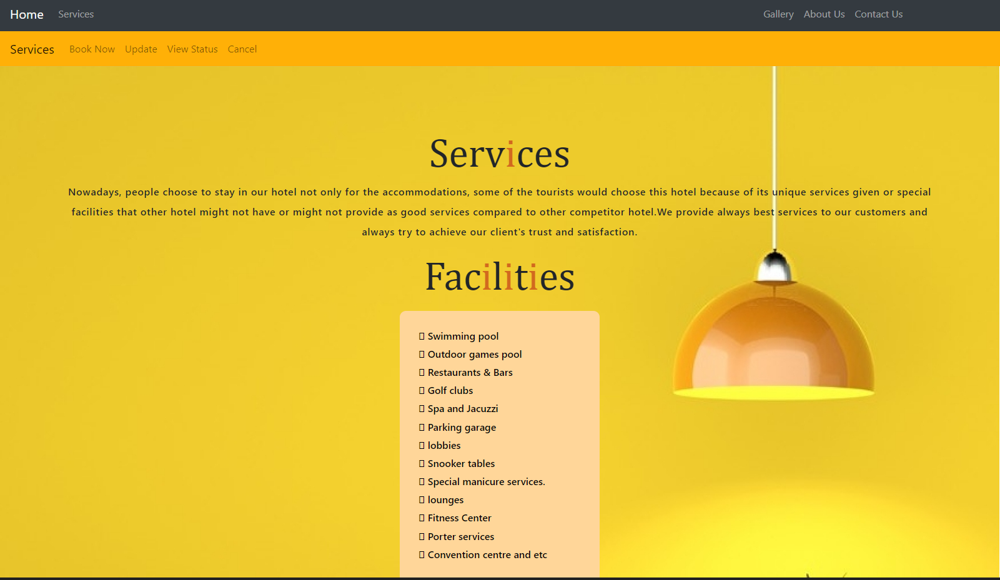 Home Services Gallery About Us Contact Us
Services Book Now Update View Status Cancel
Services
Nowadays, people choose to stay in our hotel not only for the accommodations, some of the tourists would choose this hotel because of its unique services given or special
facilities that other hotel might not have or might not provide as good services compared to other competitor hotel.We provide always best services to our customers and
always try to achieve our client's trust and satisfaction.
Facilities
Swimming pool
Outdoor games pool
Restaurants & Bars
Golf clubs
Spa and Jacuzzi
Parking garage
lobbies
Snooker tables
Special manicure services.
lounges
Fitness Center
Porter services
Convention centre and etc